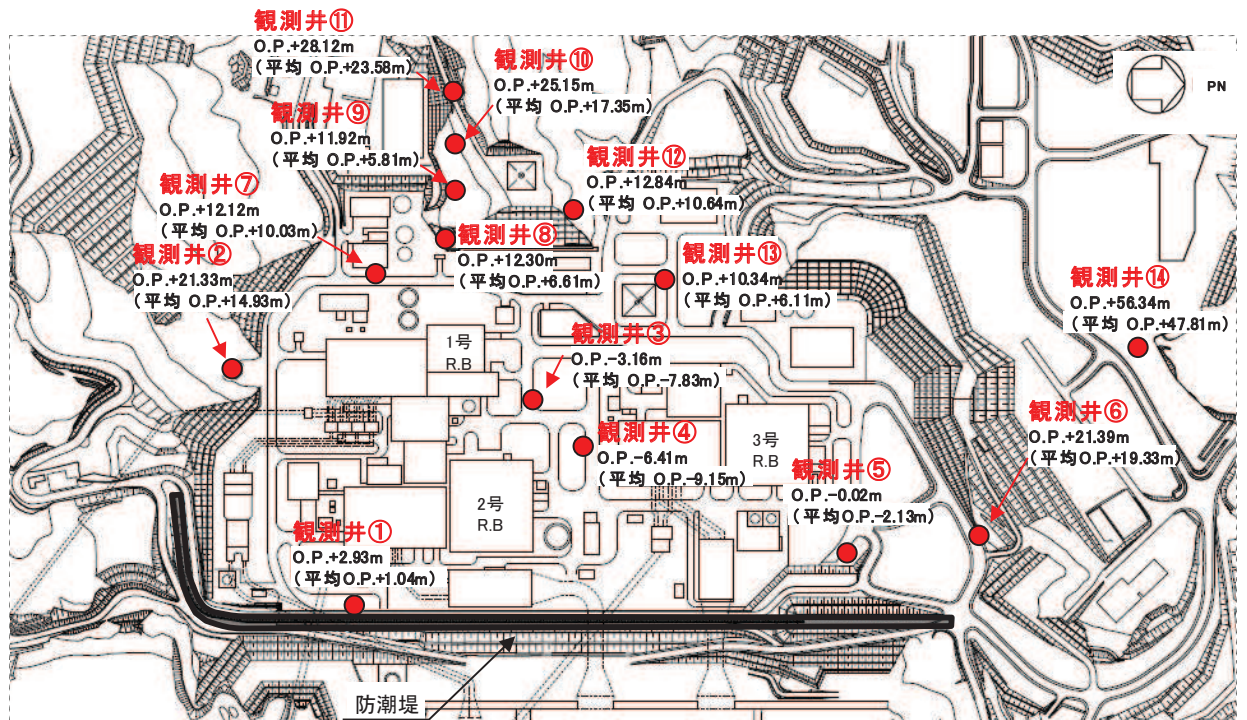 観測井⑪
O.P.+28.12m
(平均 O.P.+23.58m)
観測井⑩
O.P.+25.15m
(平均 O.P.+17.35m)
PN
観測井⑨
O.P.+11.92m
(平均 O.P.+5.81m)
観測井⑫
O.P.+12.84m
(平均 O.P.+10.64m)
観測井⑦
O.P.+12.12m
(平均 O.P.+10.03m)
観測井⑧
O.P.+12.30m
(平均O.P.+6.61m)
観測井②
O.P.+21.33m
(平均 O.P.+14.93m)
観測井⑬
O.P.+10.34m
(平均O.P.+6.11m)
観測井⑭
O.P.+56.34m
(平均 O.P.+47.81m)
観測井③
O.P.-3.16m
(平均 O.P.-7.83m)
1号
R.B
観測井⑥
O.P.+21.39m
(平均O.P.+19.33m)
観測井④
O.P.-6.41m
(平均 O.P.-9.15m)
3号
R.B
観測井⑤
O.P.-0.02m
(平均O.P.-2.13m)
2号
R.B
観測井①
O.P.+2.93m
(平均O.P.+1.04m)
防潮堤